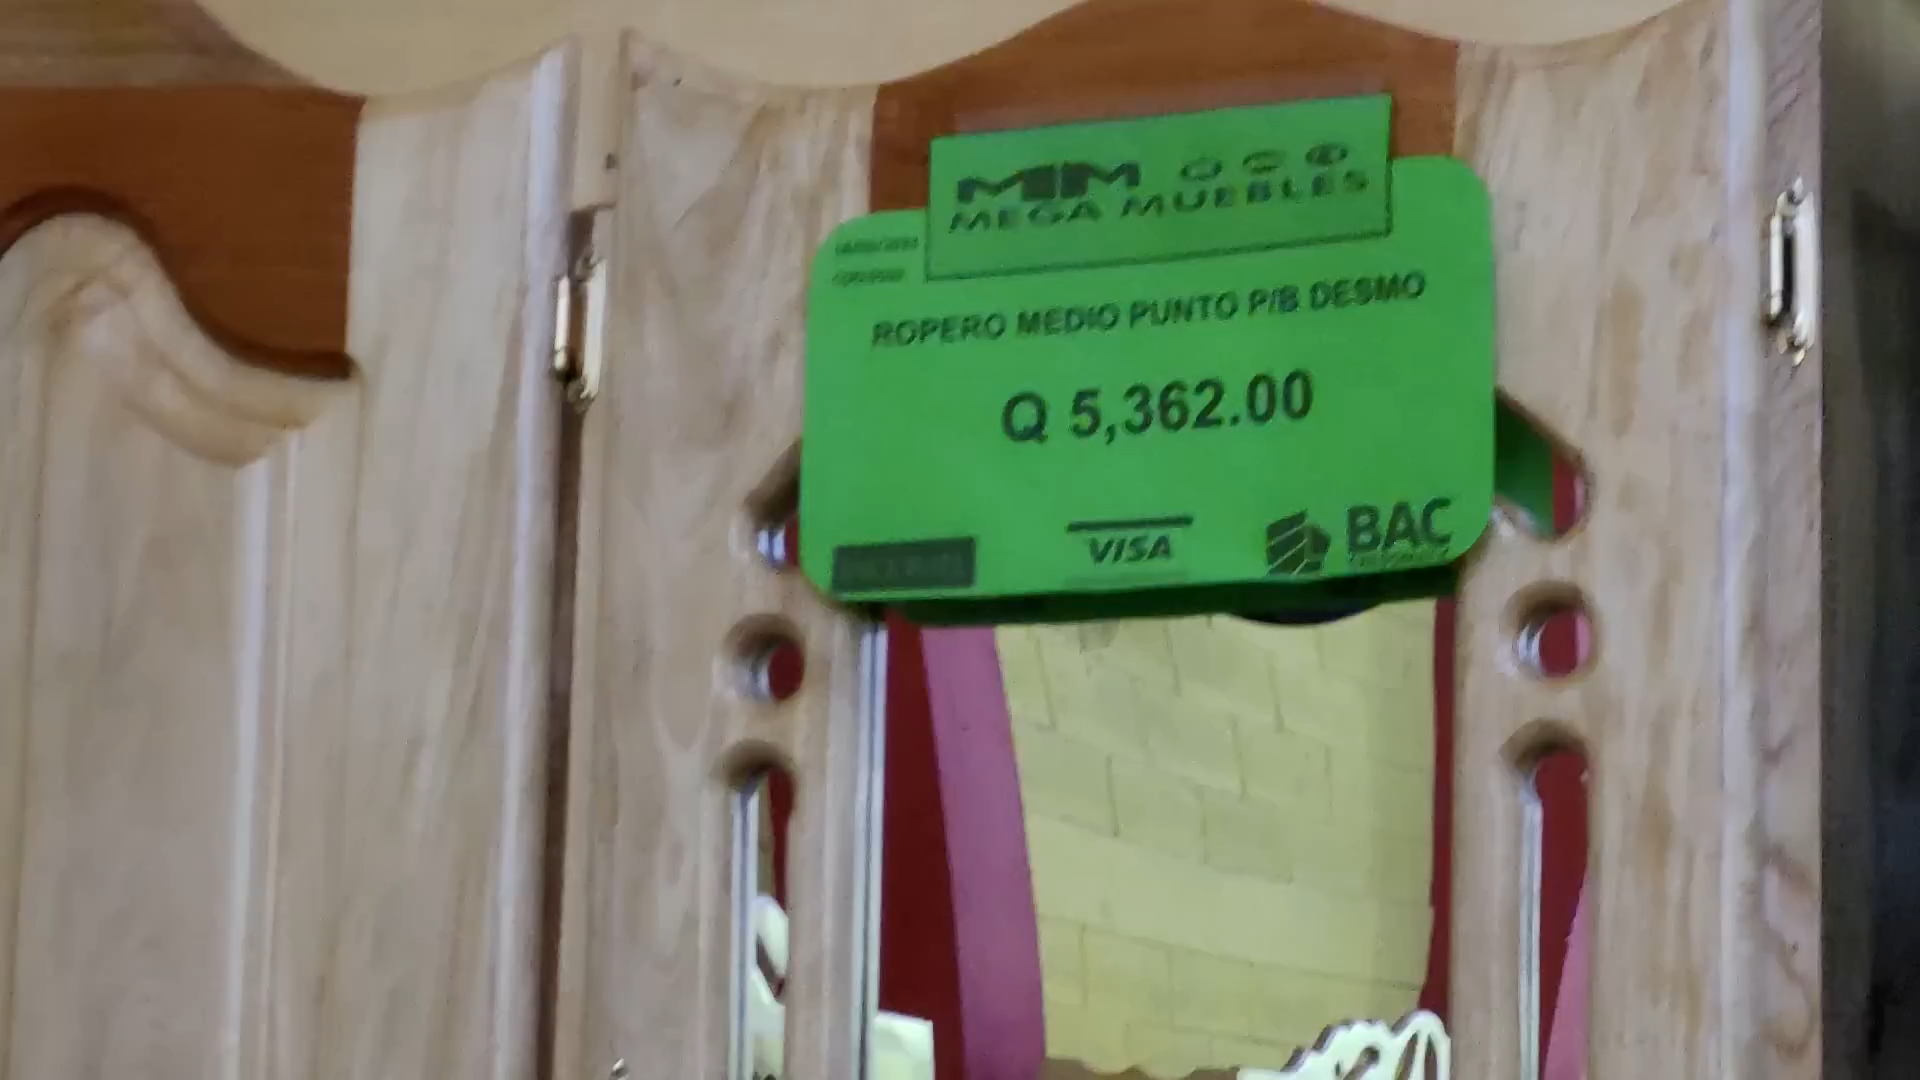 MM
MEGA MUEBLES
ROPERO MEDIO PUNTO P/B DESMO
Q 5,362.00
VISA
BAC